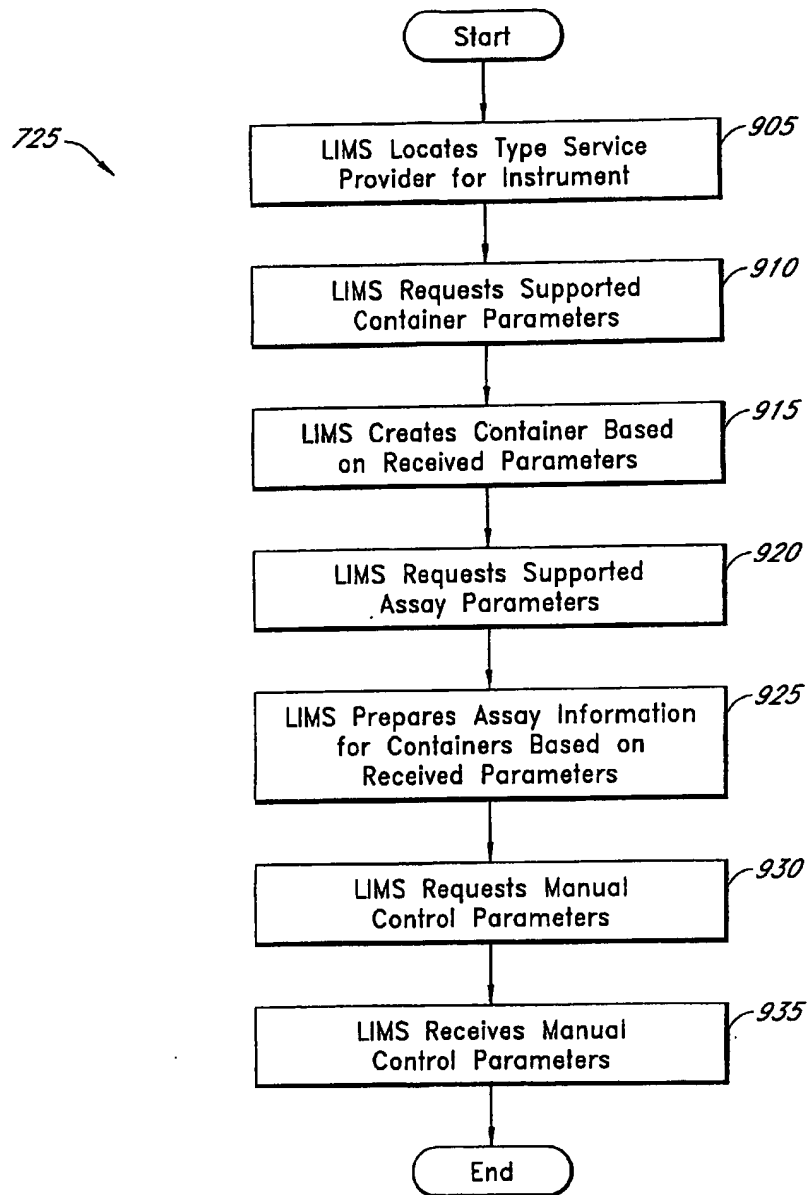 Start
725
905
LIMS Locates Type Service
Provider for Instrument
910
LIMS Requests Supported
Container Parameters
915
LIMS Creates Container Based
on Received Parameters
920
LIMS Requests Supported
Assay Parameters
925
LIMS Prepares Assay Information
for Containers Based on
Received Parameters
930
LIMS Requests Manual
Control Parameters
935
LIMS Receives Manual
Control Parameters
End